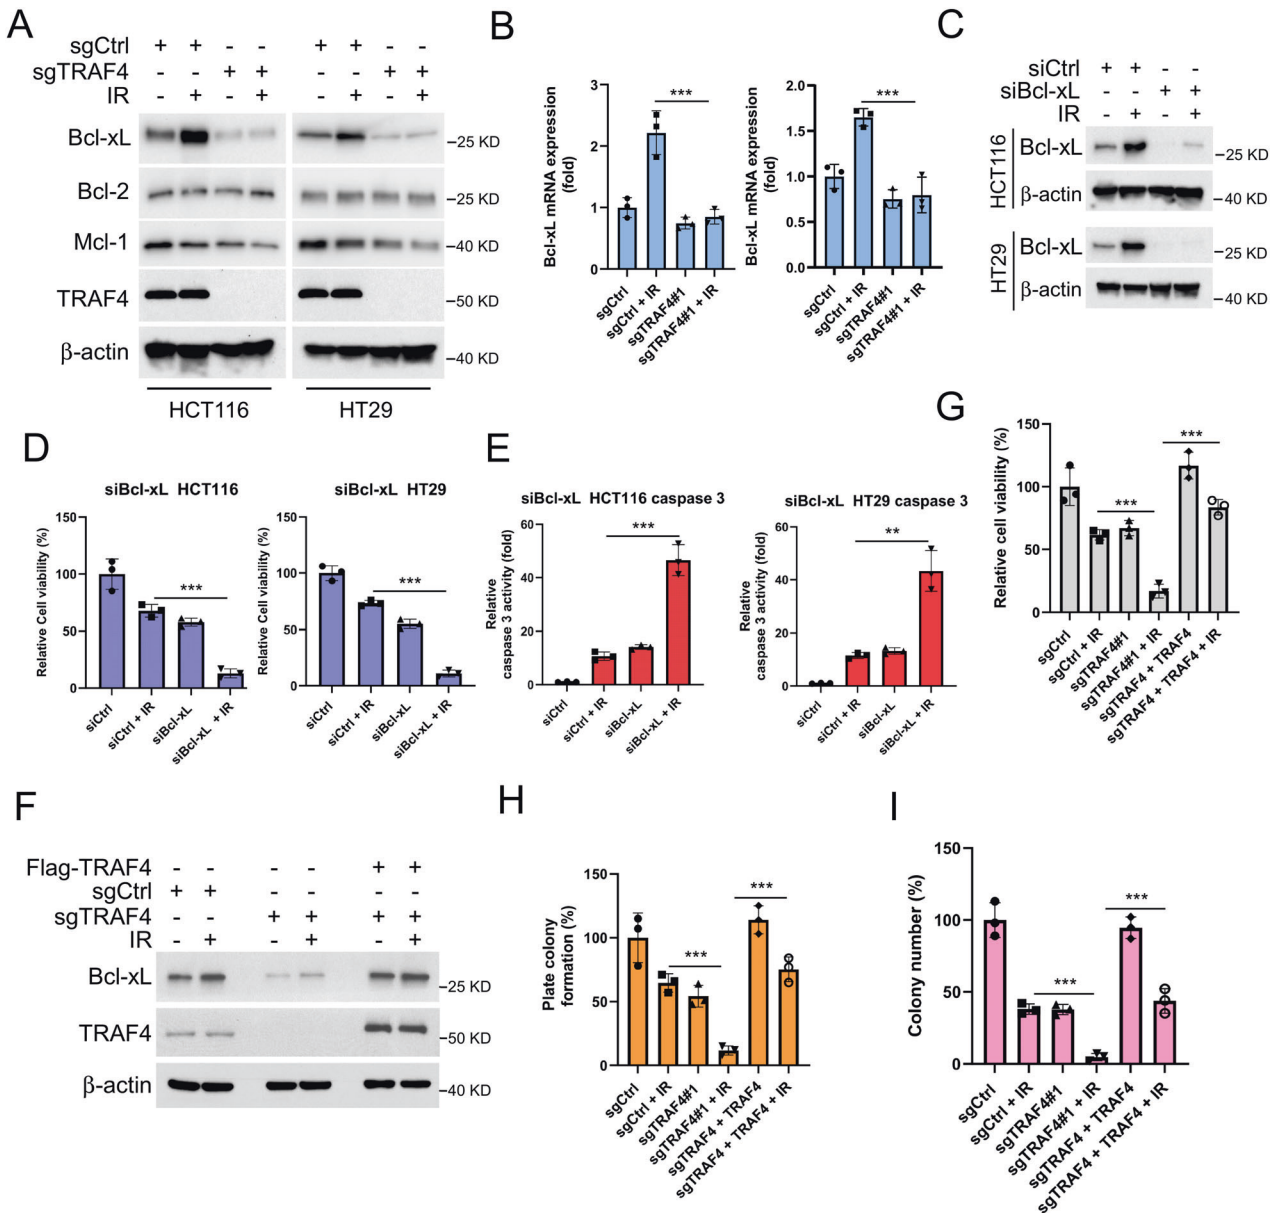 A
sgCtrl + + - - + + - -
sgTRAF4 - - + + - - + +
IR - + - + - + - +
Bcl-xL –25 KD
Bcl-2 –25 KD
Mcl-1 –40 KD
TRAF4 –50 KD
β-actin –40 KD
HCT116 HT29
B
Bcl-xL mRNA expression
(fold)
3
2
1
0
***
sgCtrl
sgCtrl + IR
sgTRAF4#1
sgTRAF4#1 + IR
Bcl-xL mRNA expression
(fold)
2.0
1.5
1.0
0.5
0.0
***
sgCtrl
sgCtrl + IR
sgTRAF4#1
sgTRAF4#1 + IR
C
siCtrl + + - -
siBcl-xL - - + +
IR - + - +
HCT116
Bcl-xL –25 KD
β-actin –40 KD
HT29
Bcl-xL –25 KD
β-actin –40 KD
D
siBcl-xL HCT116
Relative Cell viability (%)
150
100
50
0
***
siCtrl
siCtrl + IR
siBcl-xL
siBcl-xL + IR
siBcl-xL HT29
Relative Cell viability (%)
150
100
50
0
***
siCtrl
siCtrl + IR
siBcl-xL
siBcl-xL + IR
E
siBcl-xL HCT116 caspase 3
Relative
caspase 3 activity (fold)
60
40
20
0
***
siCtrl
siCtrl + IR
siBcl-xL
siBcl-xL + IR
siBcl-xL HT29 caspase 3
Relative
caspase 3 activity (fold)
60
40
20
0
**
siCtrl
siCtrl + IR
siBcl-xL
siBcl-xL + IR
G
Relative cell viability (%)
150
100
50
0
***
***
sgCtrl
sgCtrl + IR
sgTRAF4#1
sgTRAF4#1 + IR
sgTRAF4 + TRAF4
sgTRAF4 + TRAF4 + IR
F
Flag-TRAF4 - - - - + +
sgCtrl + + - - - -
sgTRAF4 - - + + + +
IR - + - + - +
Bcl-xL –25 KD
TRAF4 –50 KD
β-actin –40 KD
H
Plate colony
formation (%)
150
100
50
0
***
***
sgCtrl
sgCtrl + IR
sgTRAF4#1
sgTRAF4#1 + IR
sgTRAF4 + TRAF4
sgTRAF4 + TRAF4 + IR
I
Colony number (%)
150
100
50
0
***
***
sgCtrl
sgCtrl + IR
sgTRAF4#1
sgTRAF4#1 + IR
sgTRAF4 + TRAF4
sgTRAF4 + TRAF4 + IR